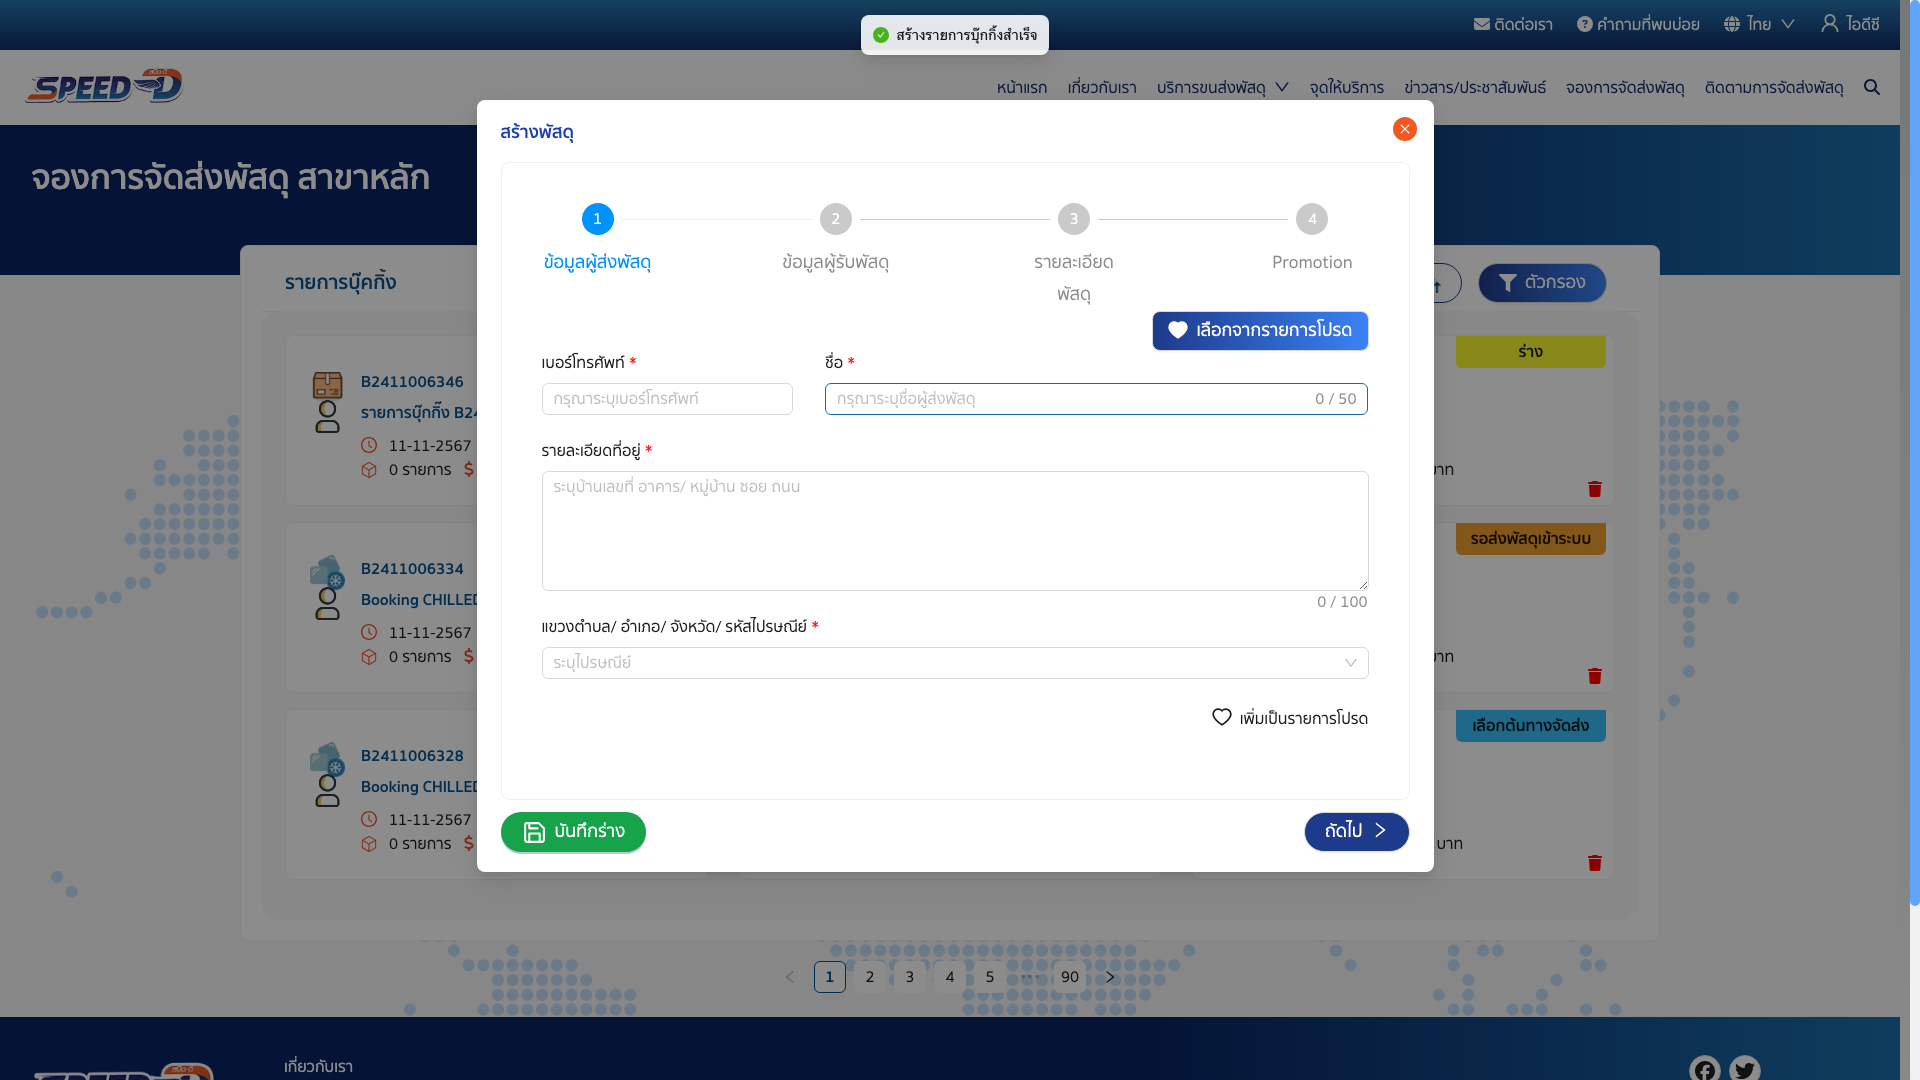 ติดต่อเรา คำถามที่พบบ่อย ไทย ไอดีซี
สร้างรายการบุ๊กกิ้งสำเร็จ
SPEED-D
หน้าแรก เกี่ยวกับเรา บริการขนส่งพัสดุ จุดให้บริการ ข่าวสาร/ประชาสัมพันธ์ จองการจัดส่งพัสดุ ติดตามการจัดส่งพัสดุ
จองการจัดส่งพัสดุ สาขาหลัก
สร้างพัสดุ
1 2 3 4
ข้อมูลผู้ส่งพัสดุ ข้อมูลผู้รับพัสดุ รายละเอียด Promotion
พัสดุ
รายการบุ๊คกิ้ง
ตัวกรอง
เลือกจากรายการโปรด
เบอร์โทรศัพท์ *
ชื่อ *
กรุณาระบุเบอร์โทรศัพท์
กรุณาระบุชื่อผู้ส่งพัสดุ 0 / 50
รายละเอียดที่อยู่ *
ระบุบ้านเลขที่ อาคาร/ หมู่บ้าน ซอย ถนน
0 / 100
แขวงตำบล/ อำเภอ/ จังหวัด/ รหัสไปรษณีย์ *
ระบุไปรษณีย์
เพิ่มเป็นรายการโปรด
บันทึกร่าง
ถัดไป
B2411006346
รายการบุ๊กกิ๊ง B24
11-11-2567
0 รายการ $
ร่าง
บาท
B2411006334
Booking CHILLED
11-11-2567
0 รายการ $
รอส่งพัสดุเข้าระบบ
บาท
B2411006328
Booking CHILLED
11-11-2567
0 รายการ $
เลือกต้นทางจัดส่ง
บาท
< 1 2 3 4 5 ••• 90 >
เกี่ยวกับเรา